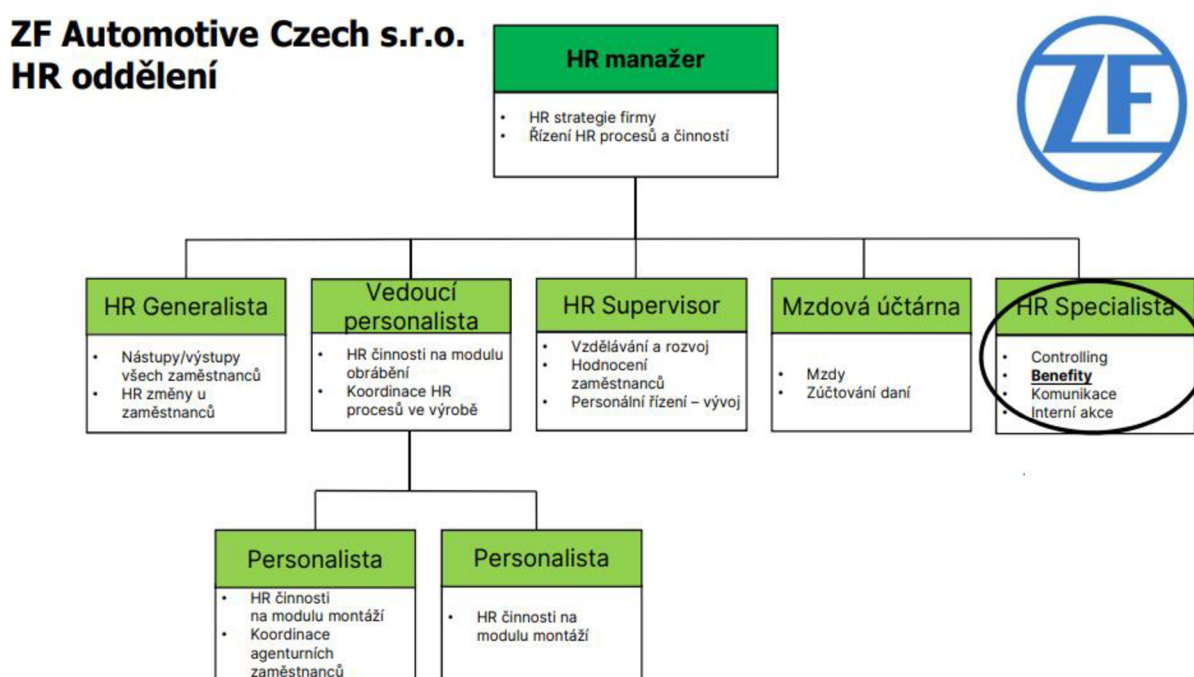 ZF Automotive Czech s.r.o.
HR oddělení
HR manažer
• HR strategie firmy
• Řízení HR procesů a činností
ZF
HR Generalista
• Nástupy/výstupy
všech zaměstnanců
• HR změny u
zaměstnanců
Vedoucí
personalista
• HR činnosti na modulu
obrábění
• Koordinace HR
procesů ve výrobě
HR Supervisor
• Vzdělávání a rozvoj
• Hodnocení
zaměstnanců
• Personální řízení – vývoj
Mzdová účtárna
• Mzdy
• Zúčtování daní
HR Specialista
• Controlling
• Benefity
• Komunikace
• Interní akce
Personalista
• HR činnosti
na modulu montáží
• Koordinace
agenturních
zaměstnanců
Personalista
• HR činnosti na
modulu montáží